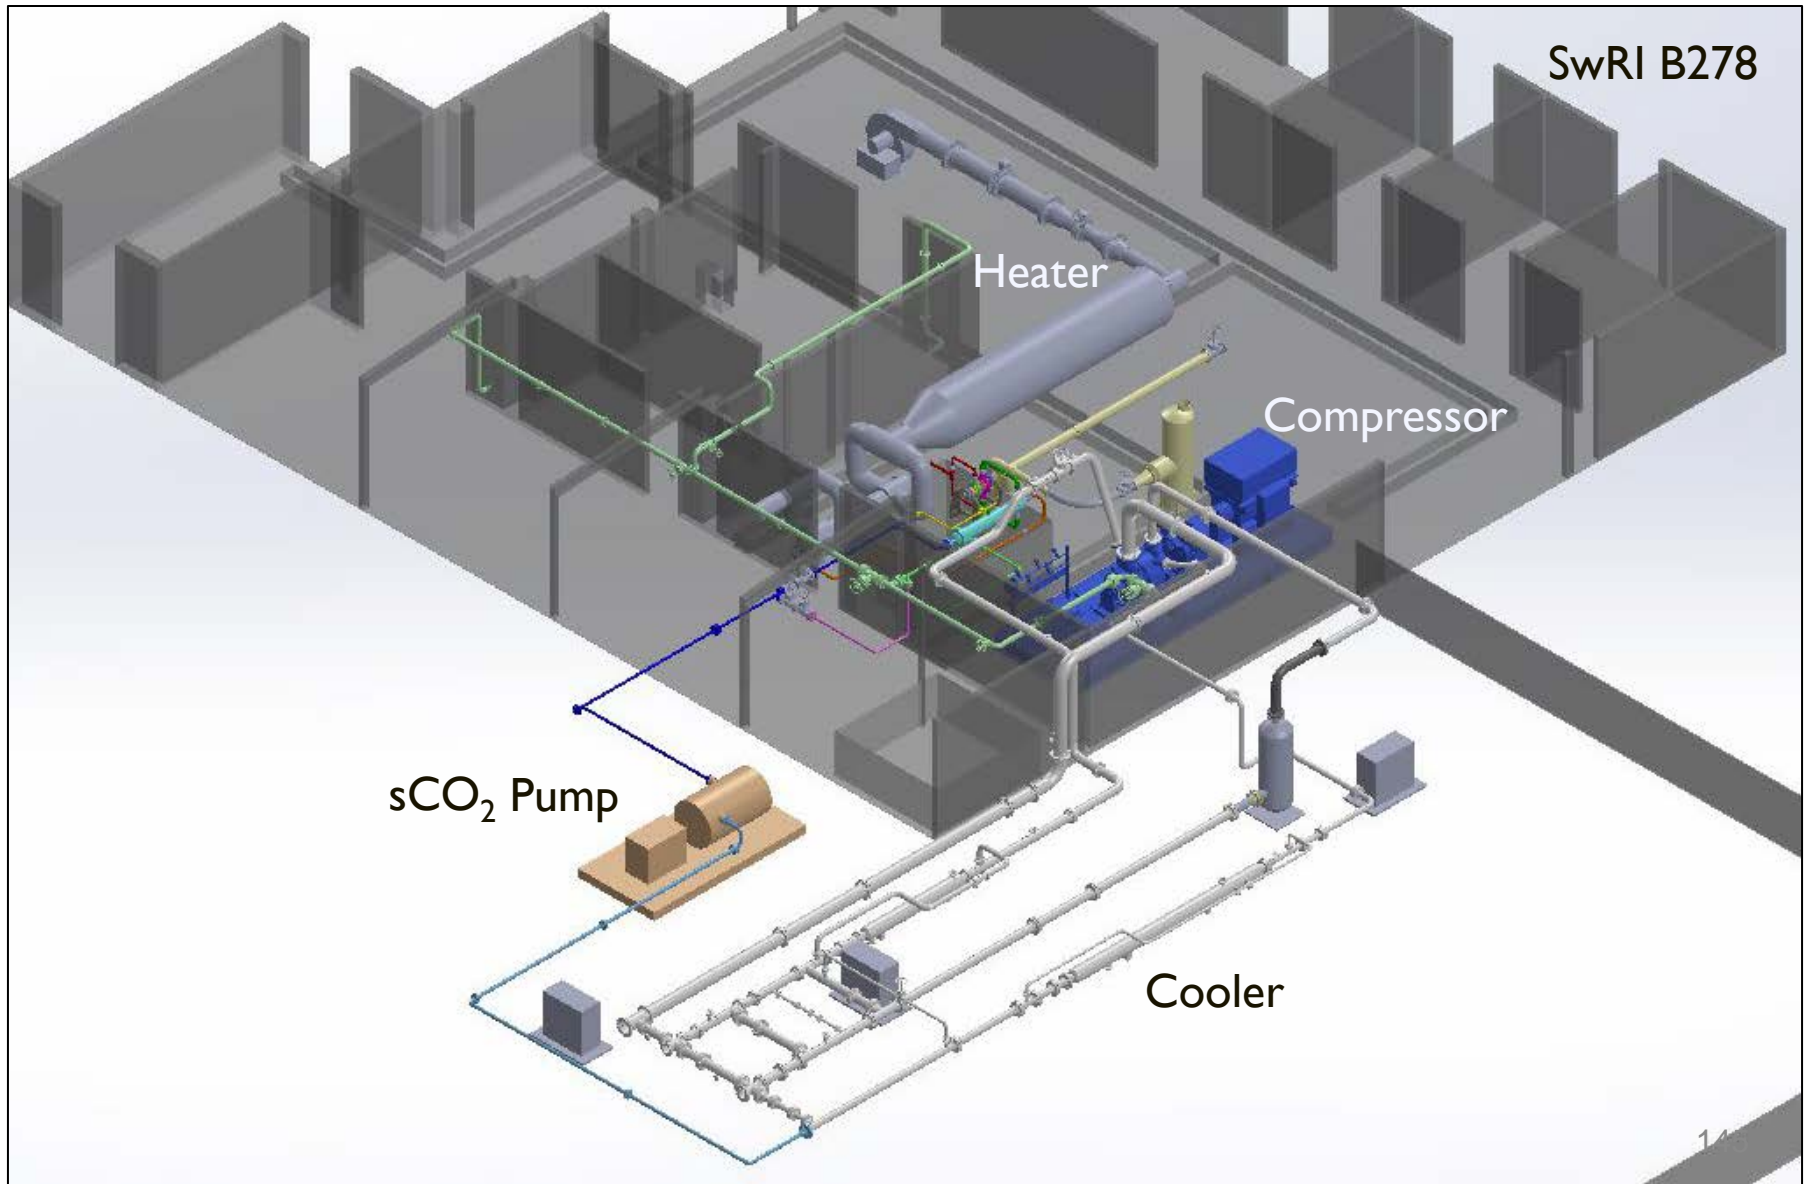 SwRI B278
Heater
Compressor
sCO₂ Pump
Cooler